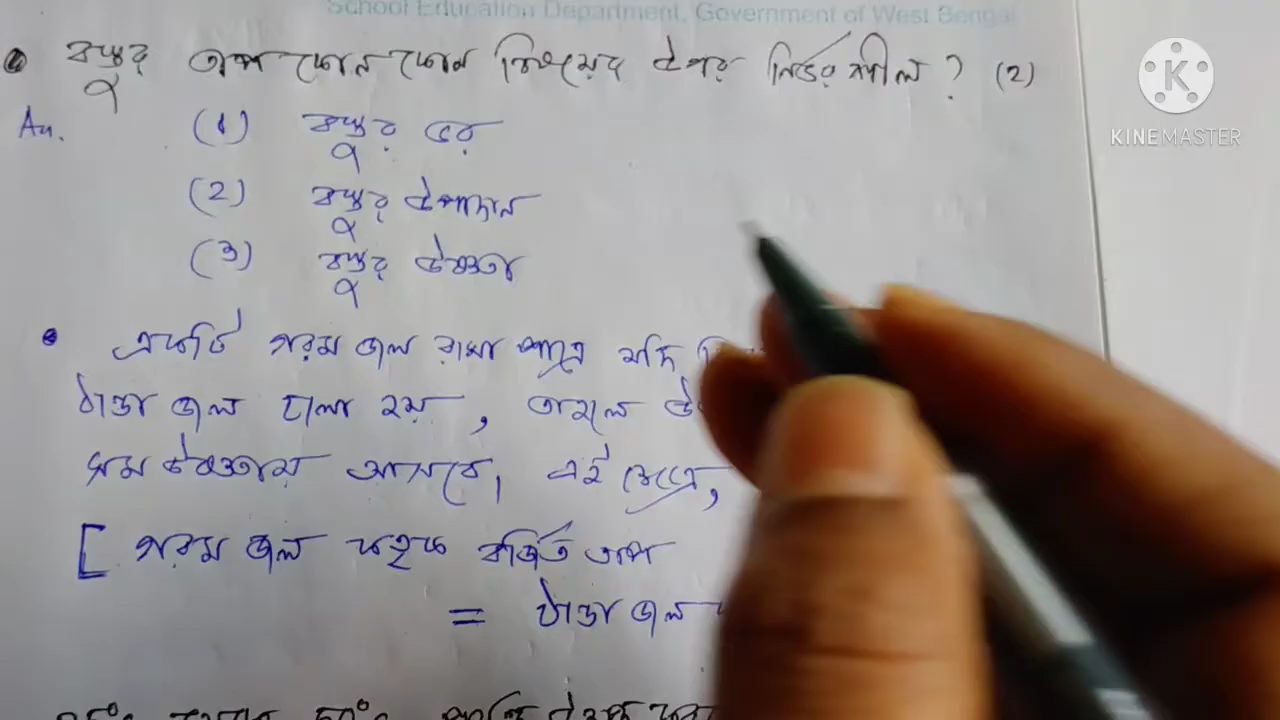 School Education Department, Government of West Bengal
বস্তুর তাপ কোন কোন বিষয়ের উপর নির্ভরশীল? (2)
KINEMASTER
An. (1) বস্তুর ভর
(2) বস্তুর উপাদান
(3) বস্তুর উষ্ণতা
একটি গরম জল রাখা পাত্রে যদি
ঠান্ডা জল ঢালা হয়, তাহলে
সম উষ্ণতায় আসবে। এই ক্ষেত্রে,
[ গরম জল কর্তৃক বর্জিত তাপ
= ঠান্ডা জল